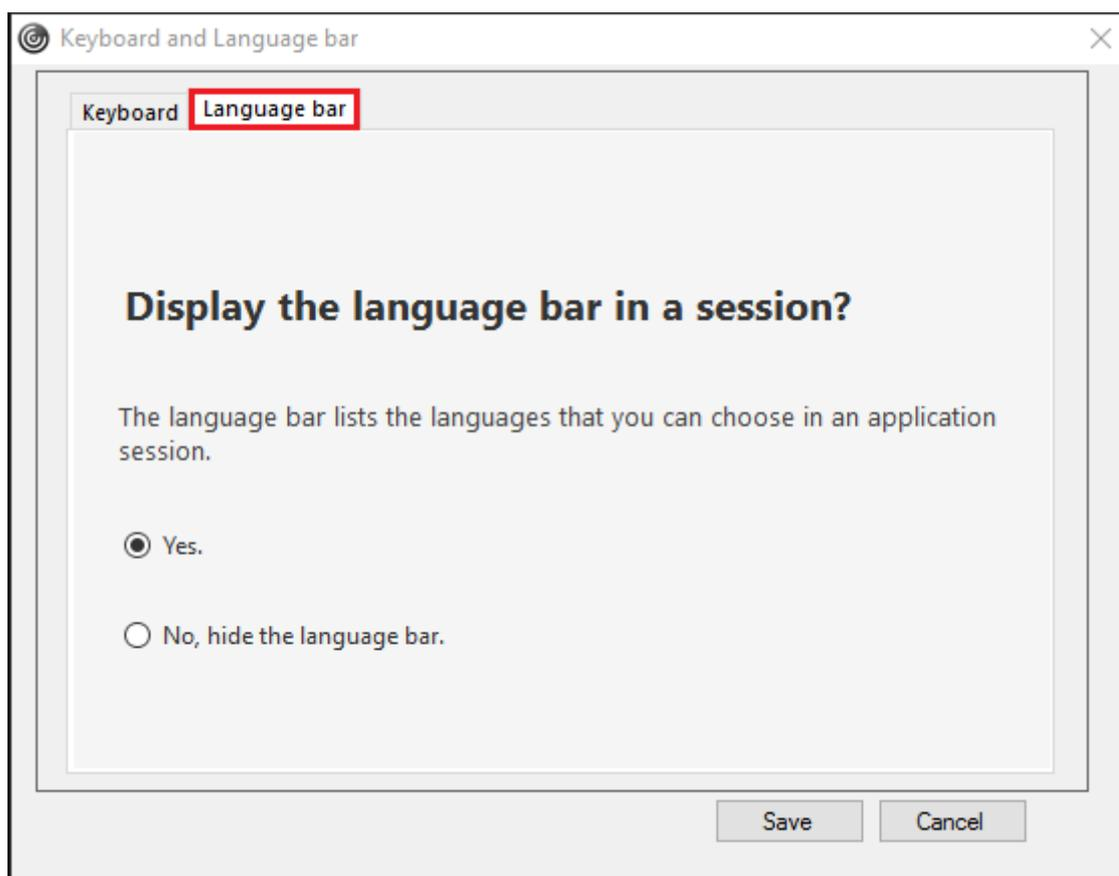 Keyboard and Language bar
Keyboard
Language bar
Display the language bar in a session?
The language bar lists the languages that you can choose in an application
session.
Yes.
No, hide the language bar.
Save
Cancel